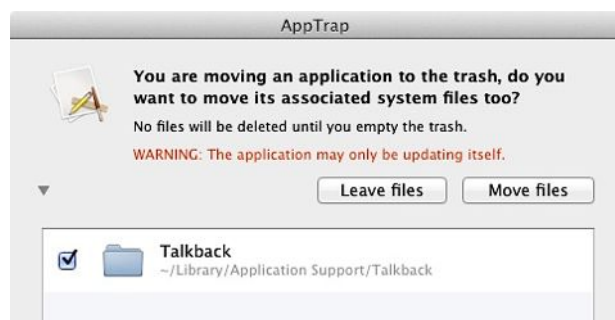 AppTrap
You are moving an application to the trash, do you
want to move its associated system files too?
No files will be deleted until you empty the trash.
WARNING: The application may only be updating itself.
Leave files
Move files
Talkback
~/Library/Application Support/Talkback